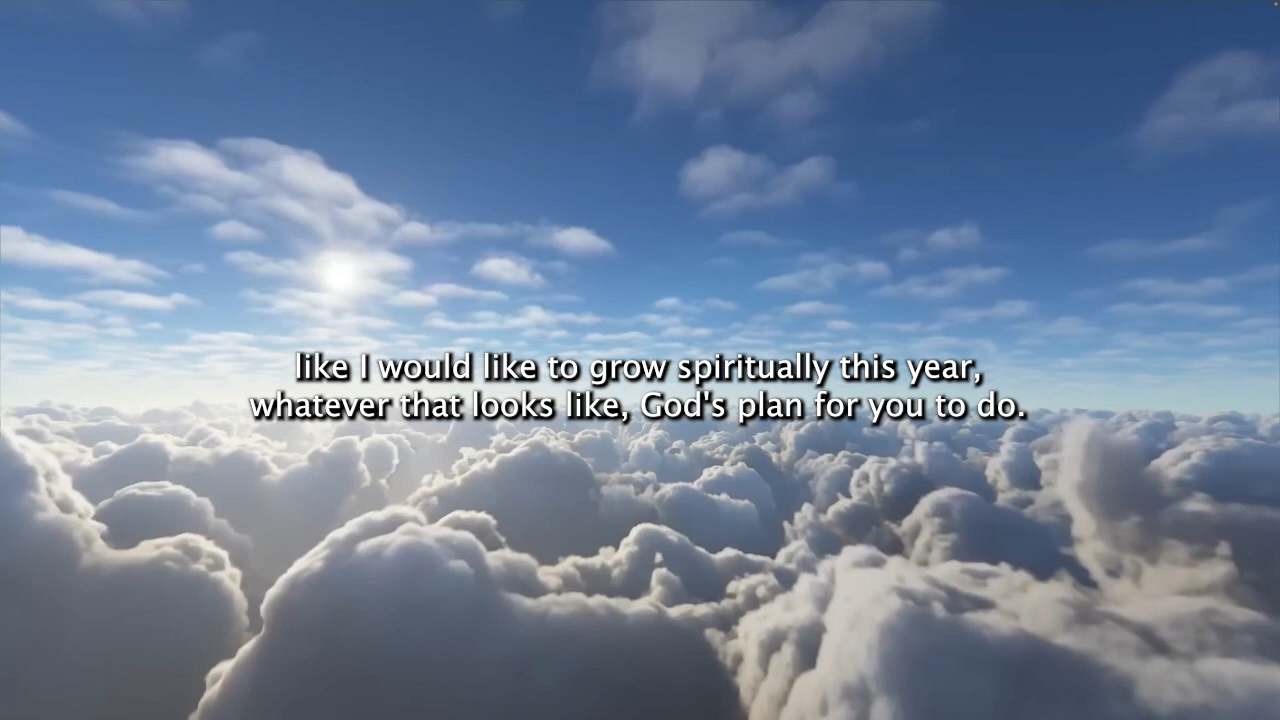 like I would like to grow spiritually this year,
whatever that looks like, God's plan for you to do.